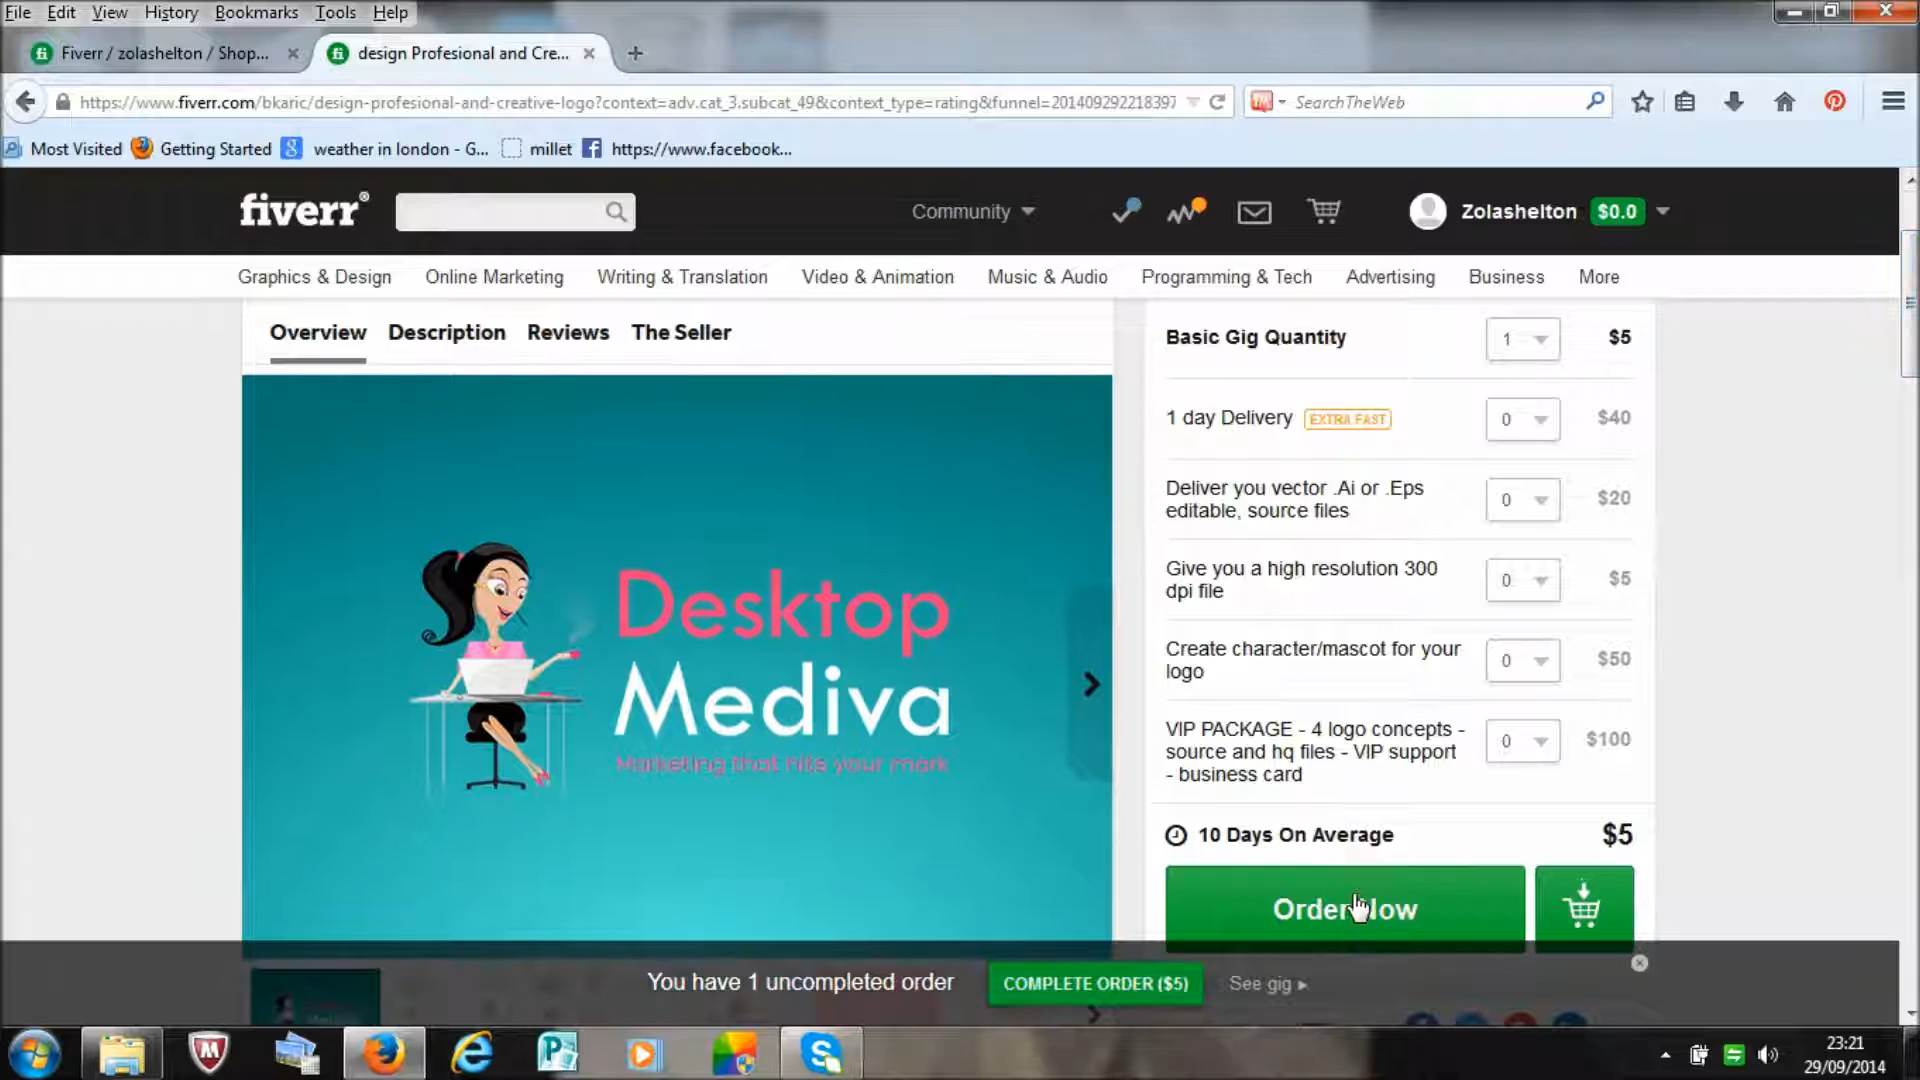 File Edit View History Bookmarks Tools Help
Fiverr / zolashelton / Shop...
design Profesional and Cre...
https://www.fiverr.com/bkaric/design-profesional-and-creative-logo?context=adv.cat_3.subcat_49&context_type=rating&funnel=201409292218397
SearchTheWeb
Most Visited Getting Started weather in london - G... millet https://www.facebook...
fiverr®
Community
Zolashelton $0.0
Graphics & Design Online Marketing Writing & Translation Video & Animation Music & Audio Programming & Tech Advertising Business More
Overview Description Reviews The Seller
Desktop
Mediva
Marketing that hits your mark
Basic Gig Quantity 1 $5
1 day Delivery EXTRA FAST 0 $40
Deliver you vector .Ai or .Eps
editable, source files 0 $20
Give you a high resolution 300
dpi file 0 $5
Create character/mascot for your
logo 0 $50
VIP PACKAGE - 4 logo concepts -
source and hq files - VIP support
- business card 0 $100
10 Days On Average $5
Order Now
You have 1 uncompleted order COMPLETE ORDER ($5) See gig ▸
23:21
29/09/2014